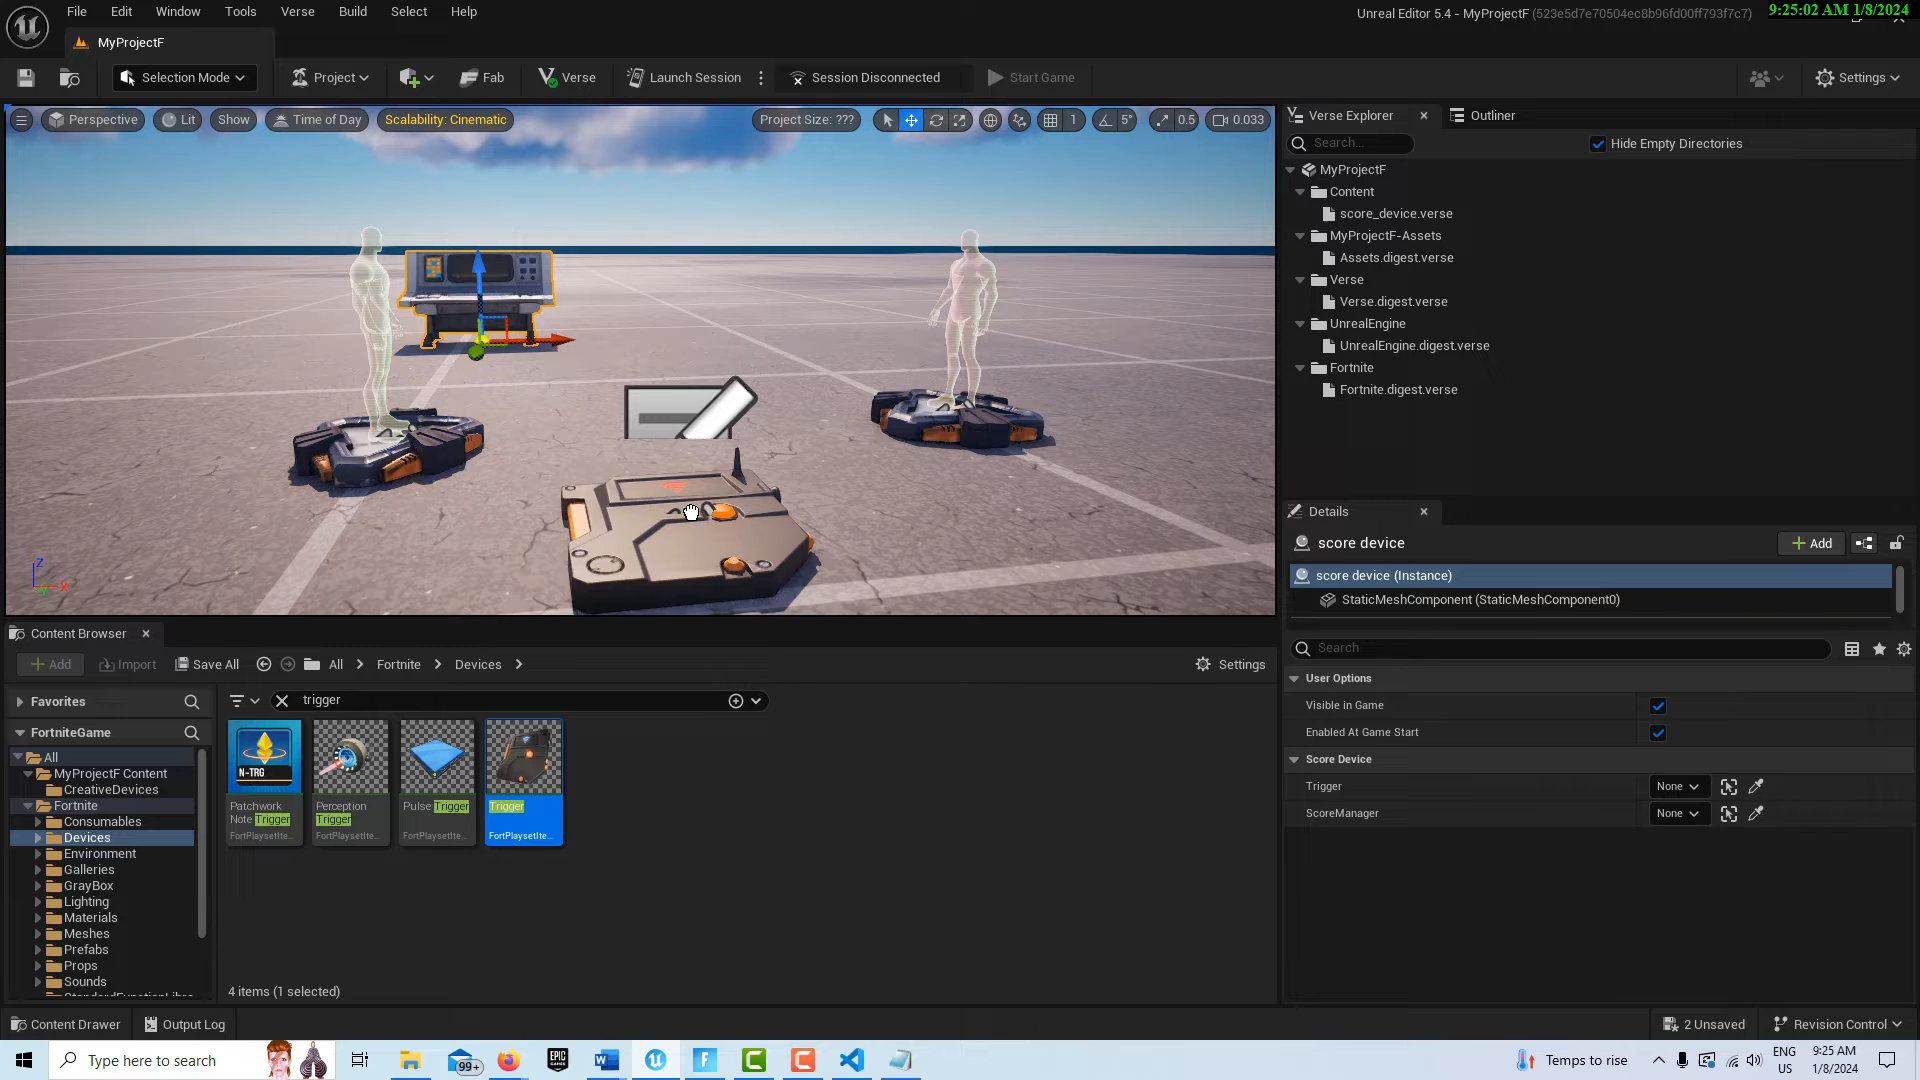 File Edit Window Tools Verse Build Select Help
Unreal Editor 5.4 - MyProjectF (523e5d7e70504ec8b96fd00ff793f7c7)
9:25:02 AM 1/8/2024
MyProjectF
Selection Mode Project Fab Verse Launch Session Session Disconnected Start Game Settings
Perspective Lit Show Time of Day Scalability: Cinematic Project Size: ??? 1 5° 0.5 0.033
Z
X
Verse Explorer Outliner
Search... Hide Empty Directories
MyProjectF
Content
score_device.verse
MyProjectF-Assets
Assets.digest.verse
Verse
Verse.digest.verse
UnrealEngine
UnrealEngine.digest.verse
Fortnite
Fortnite.digest.verse
Details
score device Add
score device (Instance)
StaticMeshComponent (StaticMeshComponent0)
Search
User Options
Visible in Game
Enabled At Game Start
Score Device
Trigger None
ScoreManager None
Content Browser
Add Import Save All All Fortnite Devices Settings
Favorites
FortniteGame
All
MyProjectF Content
CreativeDevices
Fortnite
Consumables
Devices
Environment
Galleries
GrayBox
Lighting
Materials
Meshes
Prefabs
Props
Sounds
trigger
N-TRG
Patchwork
Note Trigger
FortPlaysetIte...
Perception
Trigger
FortPlaysetIte...
Pulse Trigger
FortPlaysetIte...
Trigger
FortPlaysetIte...
4 items (1 selected)
Content Drawer Output Log 2 Unsaved Revision Control
Type here to search
99+
EPIC
GAMES
Temps to rise
ENG
US
9:25 AM
1/8/2024